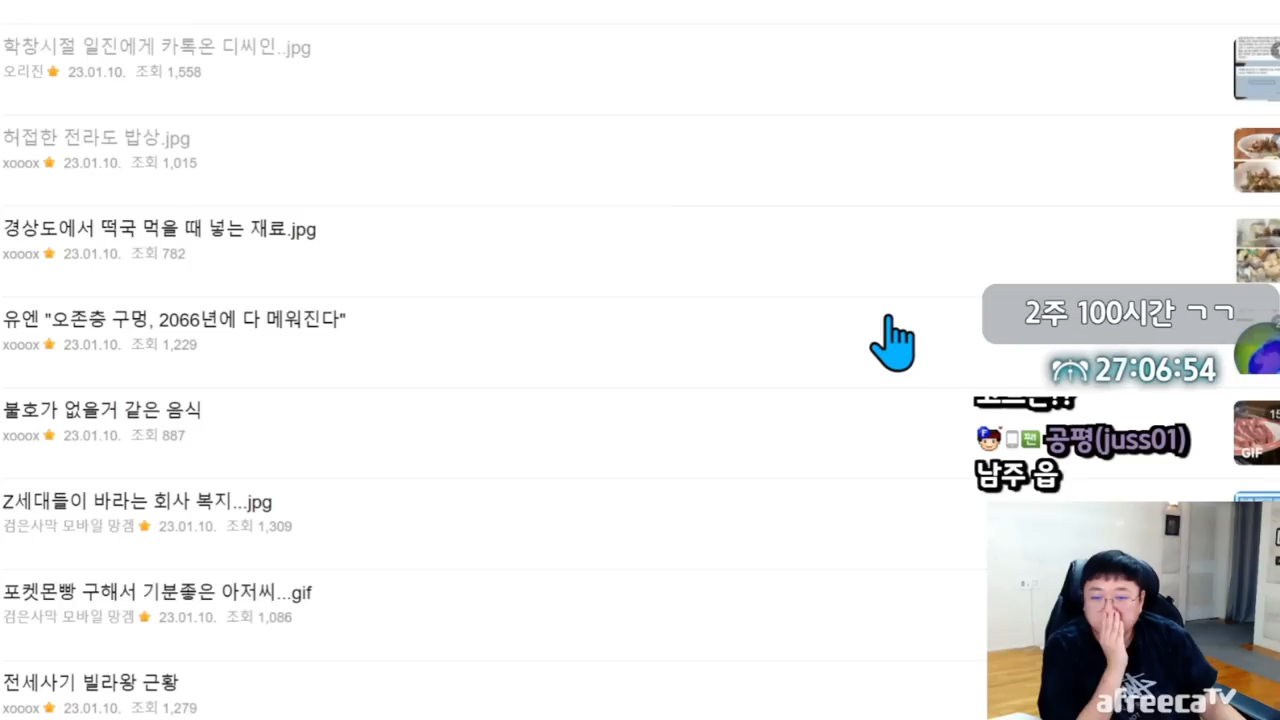 학창시절 일진에게 카톡온 디씨인..jpg
오리진 23.01.10. 조회 1,558
허접한 전라도 밥상.jpg
xooox 23.01.10. 조회 1,015
경상도에서 떡국 먹을 때 넣는 재료.jpg
xooox 23.01.10. 조회 782
유엔 "오존층 구멍, 2066년에 다 메워진다"
xooox 23.01.10. 조회 1,229
2주 100시간 ㄱㄱ
27:06:54
불호가 없을거 같은 음식
xooox 23.01.10. 조회 887
GIF
공평(juss01)
남주 읍
Z세대들이 바라는 회사 복지...jpg
검은사막 모바일 망겜 23.01.10. 조회 1,309
포켓몬빵 구해서 기분좋은 아저씨...gif
검은사막 모바일 망겜 23.01.10. 조회 1,086
전세사기 빌라왕 근황
xooox 23.01.10. 조회 1,279
afreecaTV